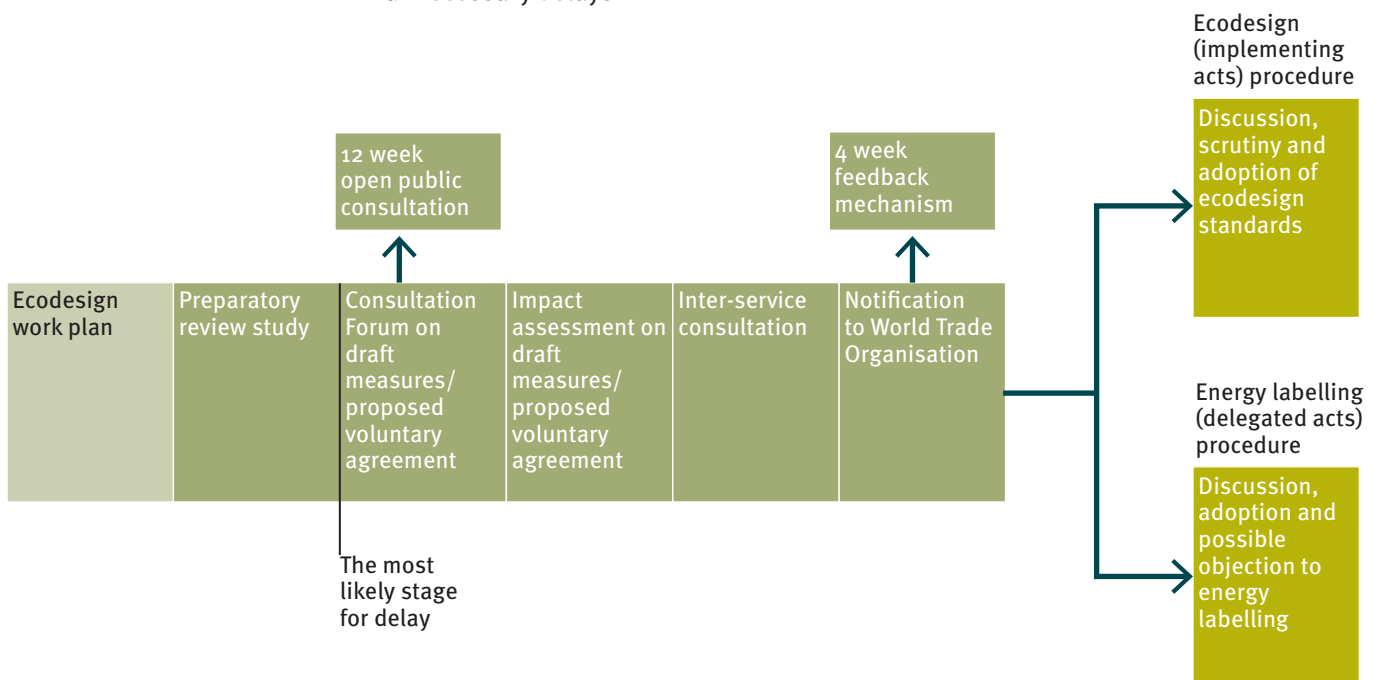 Ecodesign
(implementing
acts) procedure
Discussion,
scrutiny and
adoption of
ecodesign
standards
12 week
open public
consultation
4 week
feedback
mechanism
Ecodesign
work plan
Preparatory
review study
Consultation
Forum on
draft
measures/
proposed
voluntary
agreement
Impact
assessment on
draft
measures/
proposed
voluntary
agreement
Inter-service
consultation
Notification
to World Trade
Organisation
The most
likely stage
for delay
Energy labelling
(delegated acts)
procedure
Discussion,
adoption and
possible
objection to
energy
labelling